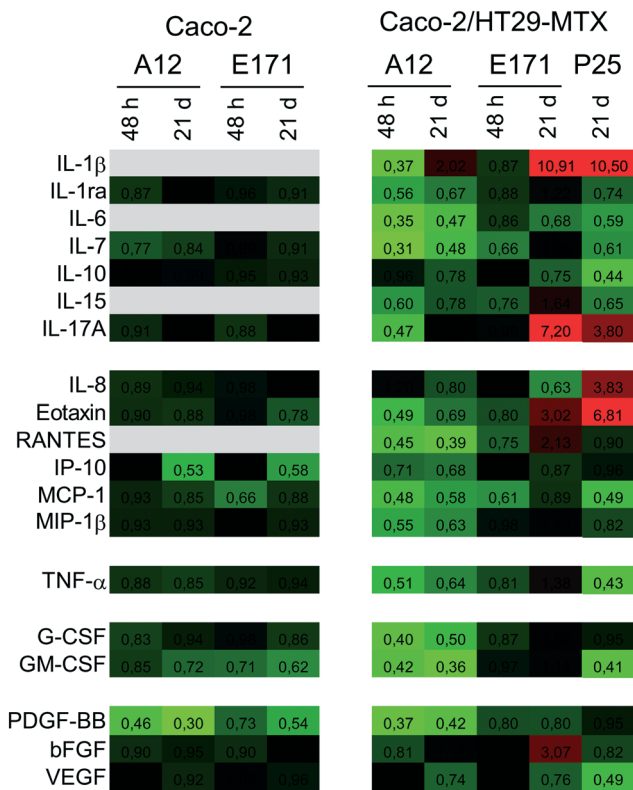 Caco-2 Caco-2/HT29-MTX
A12 E171 A12 E171 P25
48 h 21 d 48 h 21 d 48 h 21 d 48 h 21 d 21 d
IL-1β 0,37 2,02 0,87 10,91 10,50
IL-1ra 0,87 0,96 0,91 0,56 0,67 0,88 1,22 0,74
IL-6 0,35 0,47 0,86 0,68 0,59
IL-7 0,77 0,84 0,91 0,31 0,48 0,66 0,61
IL-10 0,95 0,93 0,96 0,78 0,75 0,44
IL-15 0,60 0,78 0,76 1,64 0,65
IL-17A 0,91 0,88 0,47 7,20 3,80
IL-8 0,89 0,94 0,98 0,80 0,63 3,83
Eotaxin 0,90 0,88 0,98 0,78 0,49 0,69 0,80 3,02 6,81
RANTES 0,45 0,39 0,75 2,13 0,90
IP-10 0,53 0,58 0,71 0,68 0,87 0,96
MCP-1 0,93 0,85 0,66 0,88 0,48 0,58 0,61 0,89 0,49
MIP-1β 0,93 0,93 0,93 0,55 0,63 0,98 0,82
TNF-α 0,88 0,85 0,92 0,94 0,51 0,64 0,81 1,38 0,43
G-CSF 0,83 0,94 0,98 0,86 0,40 0,50 0,87 0,95
GM-CSF 0,85 0,72 0,71 0,62 0,42 0,36 0,97 0,41
PDGF-BB 0,46 0,30 0,73 0,54 0,37 0,42 0,80 0,80 0,95
bFGF 0,90 0,95 0,90 0,81 3,07 0,82
VEGF 0,92 0,96 0,74 0,76 0,49